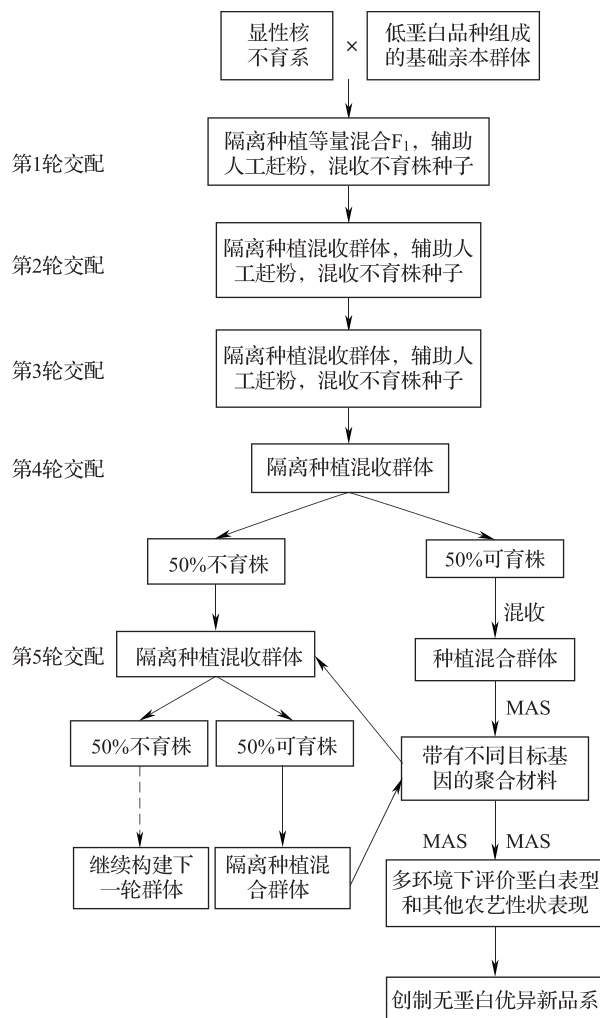 显性核
不育系
×
低垩白品种组成
的基础亲本群体
第1轮交配
隔离种植等量混合F₁，辅助
人工赶粉，混收不育株种子
第2轮交配
隔离种植混收群体，辅助人
工赶粉，混收不育株种子
第3轮交配
隔离种植混收群体，辅助人
工赶粉，混收不育株种子
第4轮交配
隔离种植混收群体
50%不育株
50%可育株
混收
第5轮交配
隔离种植混收群体
种植混合群体
MAS
50%不育株
50%可育株
带有不同目标基
因的聚合材料
MAS
MAS
继续构建下
一轮群体
隔离种植混
合群体
多环境下评价垩白表型
和其他农艺性状表现
创制无垩白优异新品系